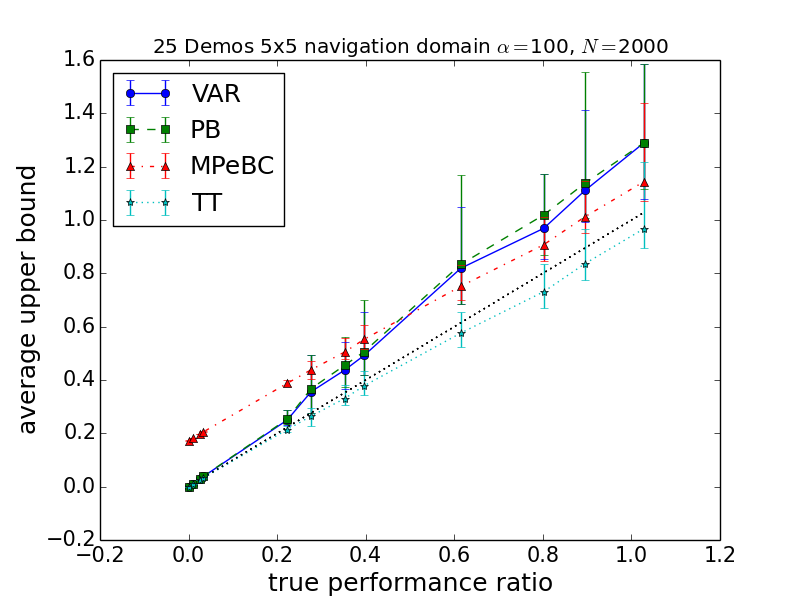 25 Demos 5x5 navigation domain α=100, N=2000
1.6
1.4
1.2
1.0
0.8
0.6
0.4
0.2
0.0
−0.2
average upper bound
VAR
PB
MPeBC
TT
−0.2 0.0 0.2 0.4 0.6 0.8 1.0 1.2
true performance ratio